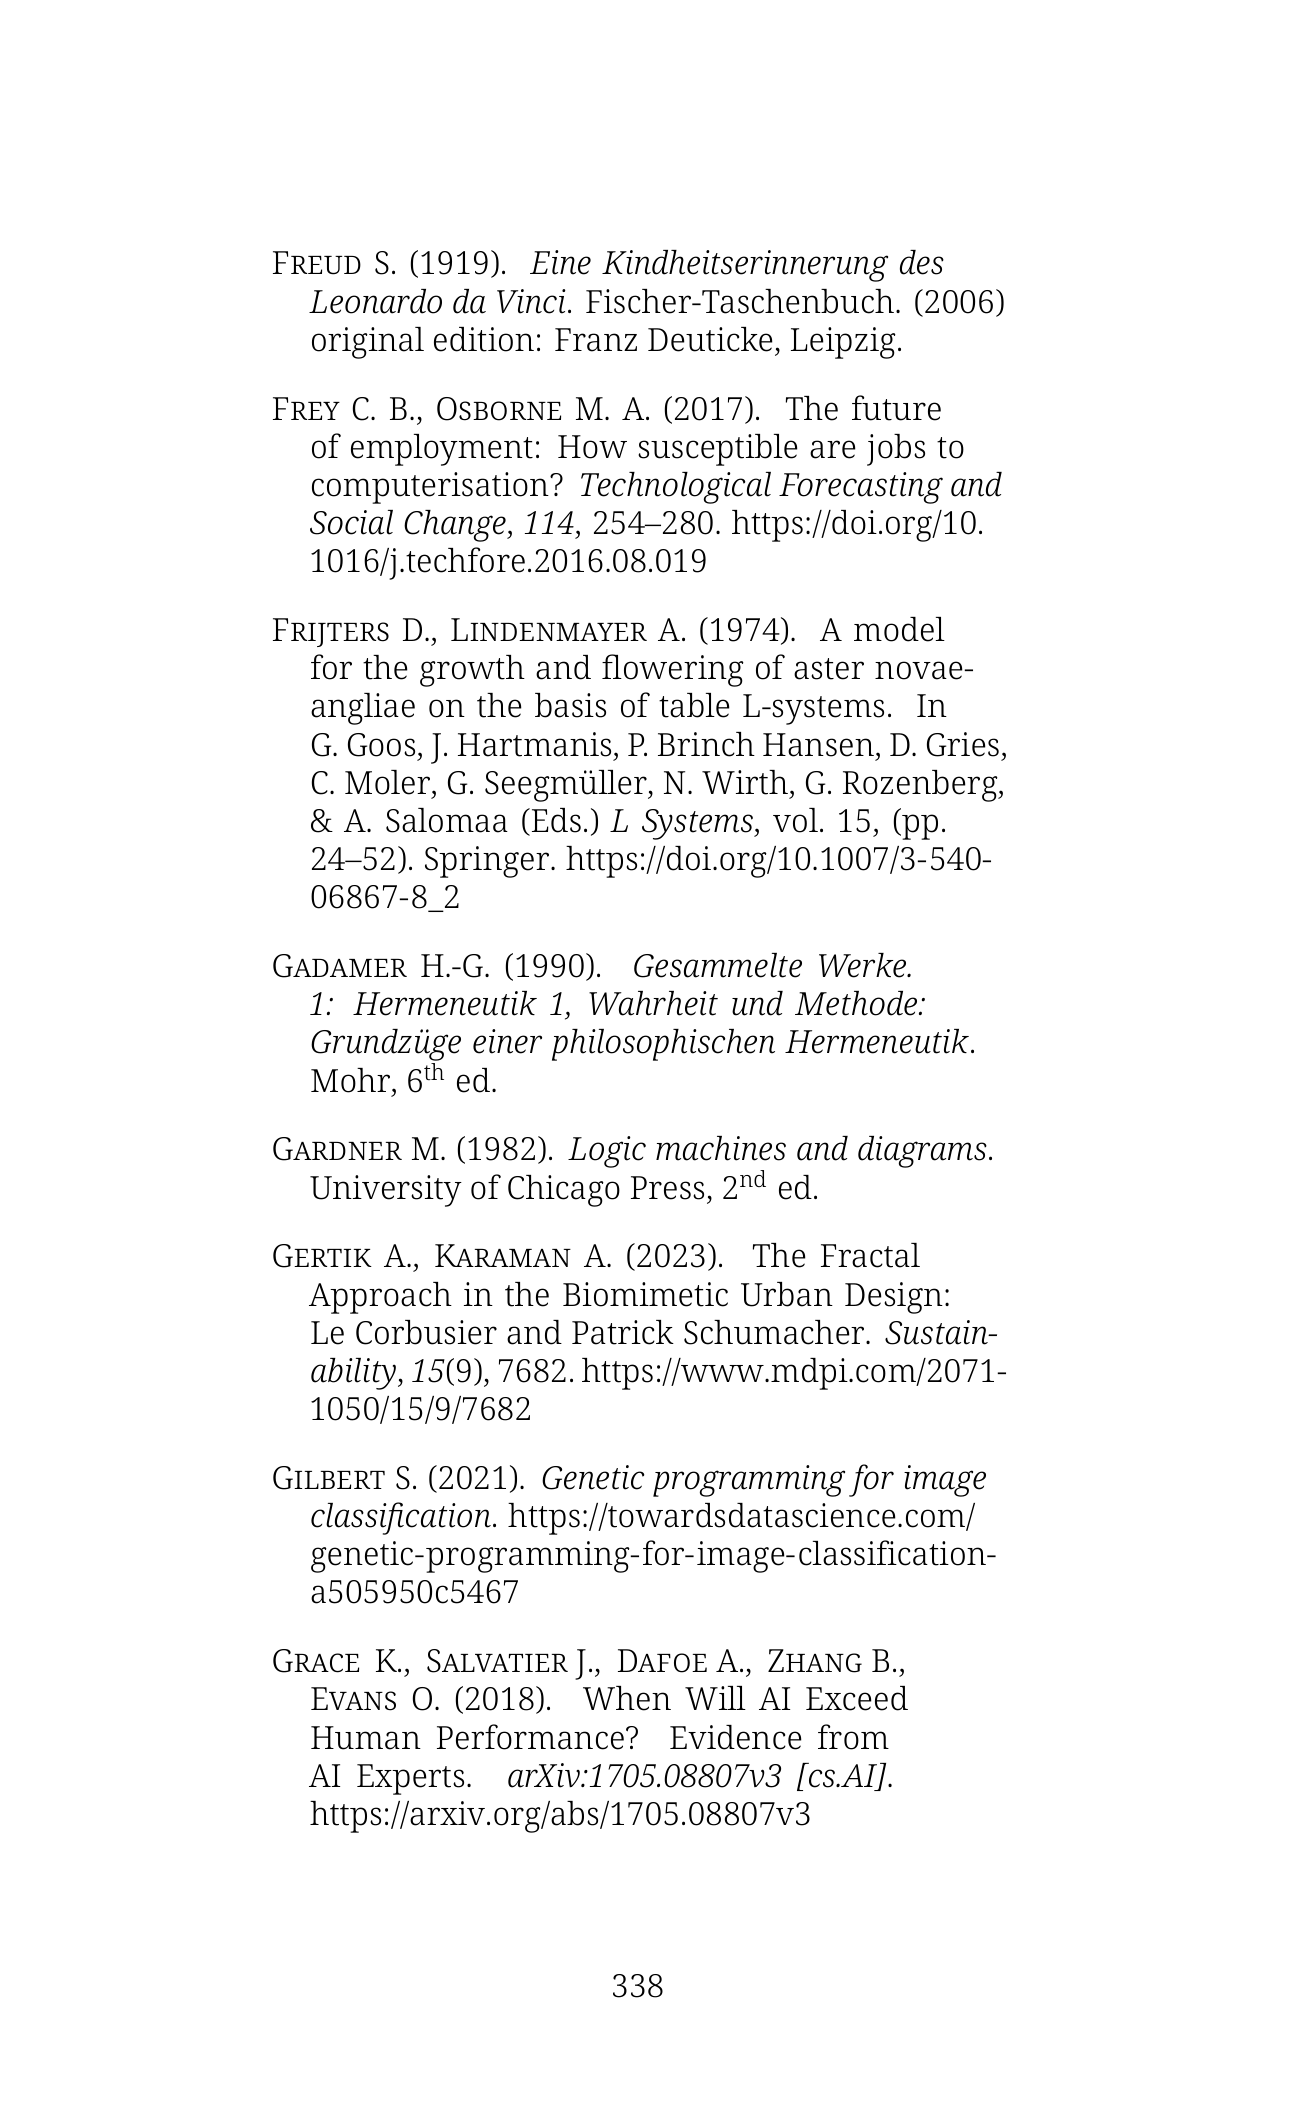 FREUD S. (1919). Eine Kindheitserinnerung des
Leonardo da Vinci. Fischer-Taschenbuch. (2006)
original edition: Franz Deuticke, Leipzig.
FREY C. B., OSBORNE M. A. (2017). The future
of employment: How susceptible are jobs to
computerisation? Technological Forecasting and
Social Change, 114, 254–280. https://doi.org/10.
1016/j.techfore.2016.08.019
FRIJTERS D., LINDENMAYER A. (1974). A model
for the growth and flowering of aster novae-
angliae on the basis of table L-systems. In
G. Goos, J. Hartmanis, P. Brinch Hansen, D. Gries,
C. Moler, G. Seegmüller, N. Wirth, G. Rozenberg,
& A. Salomaa (Eds.) L Systems, vol. 15, (pp.
24–52). Springer. https://doi.org/10.1007/3-540-
06867-8_2
GADAMER H.-G. (1990). Gesammelte Werke.
1: Hermeneutik 1, Wahrheit und Methode:
Grundzüge einer philosophischen Hermeneutik.
Mohr, 6th ed.
GARDNER M. (1982). Logic machines and diagrams.
University of Chicago Press, 2nd ed.
GERTIK A., KARAMAN A. (2023). The Fractal
Approach in the Biomimetic Urban Design:
Le Corbusier and Patrick Schumacher. Sustain-
ability, 15(9), 7682. https://www.mdpi.com/2071-
1050/15/9/7682
GILBERT S. (2021). Genetic programming for image
classification. https://towardsdatascience.com/
genetic-programming-for-image-classification-
a505950c5467
GRACE K., SALVATIER J., DAFOE A., ZHANG B.,
EVANS O. (2018). When Will AI Exceed
Human Performance? Evidence from
AI Experts. arXiv:1705.08807v3 [cs.AI].
https://arxiv.org/abs/1705.08807v3
338